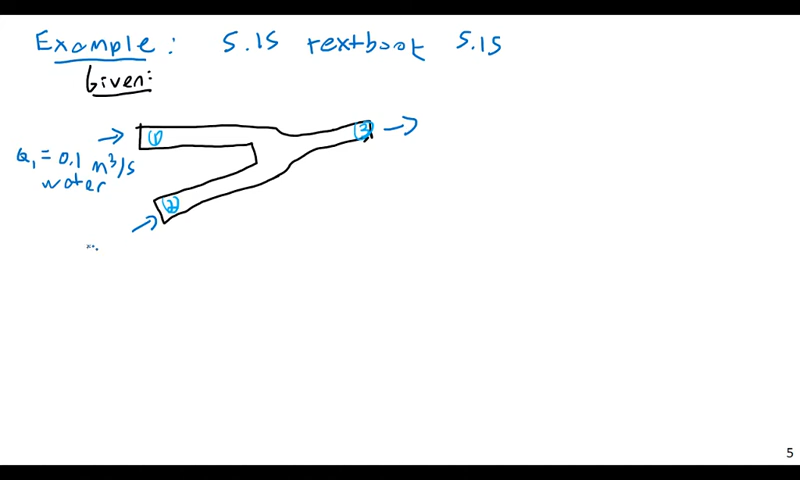 Example: 5.15 textbook 5.15
Given:
① ③
Q₁ = 0.1 m³/s
water
②
5